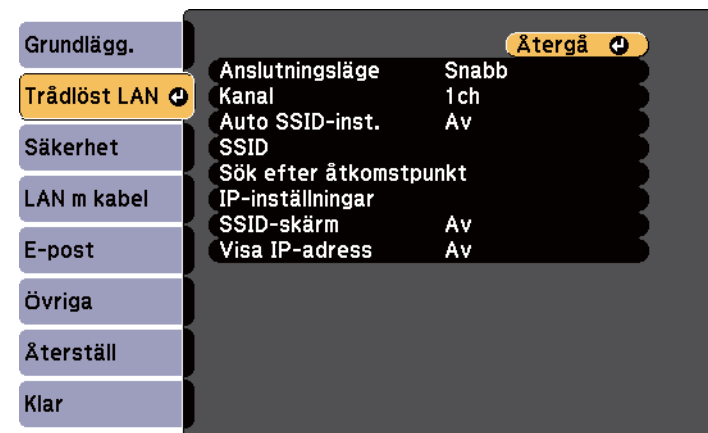 Grundlägg.
Trådlöst LAN
Säkerhet
LAN m kabel
E-post
Övriga
Återställ
Klar
Återgå
Anslutningsläge Snabb
Kanal 1ch
Auto SSID-inst. Av
SSID
Sök efter åtkomstpunkt
IP-inställningar
SSID-skärm Av
Visa IP-adress Av